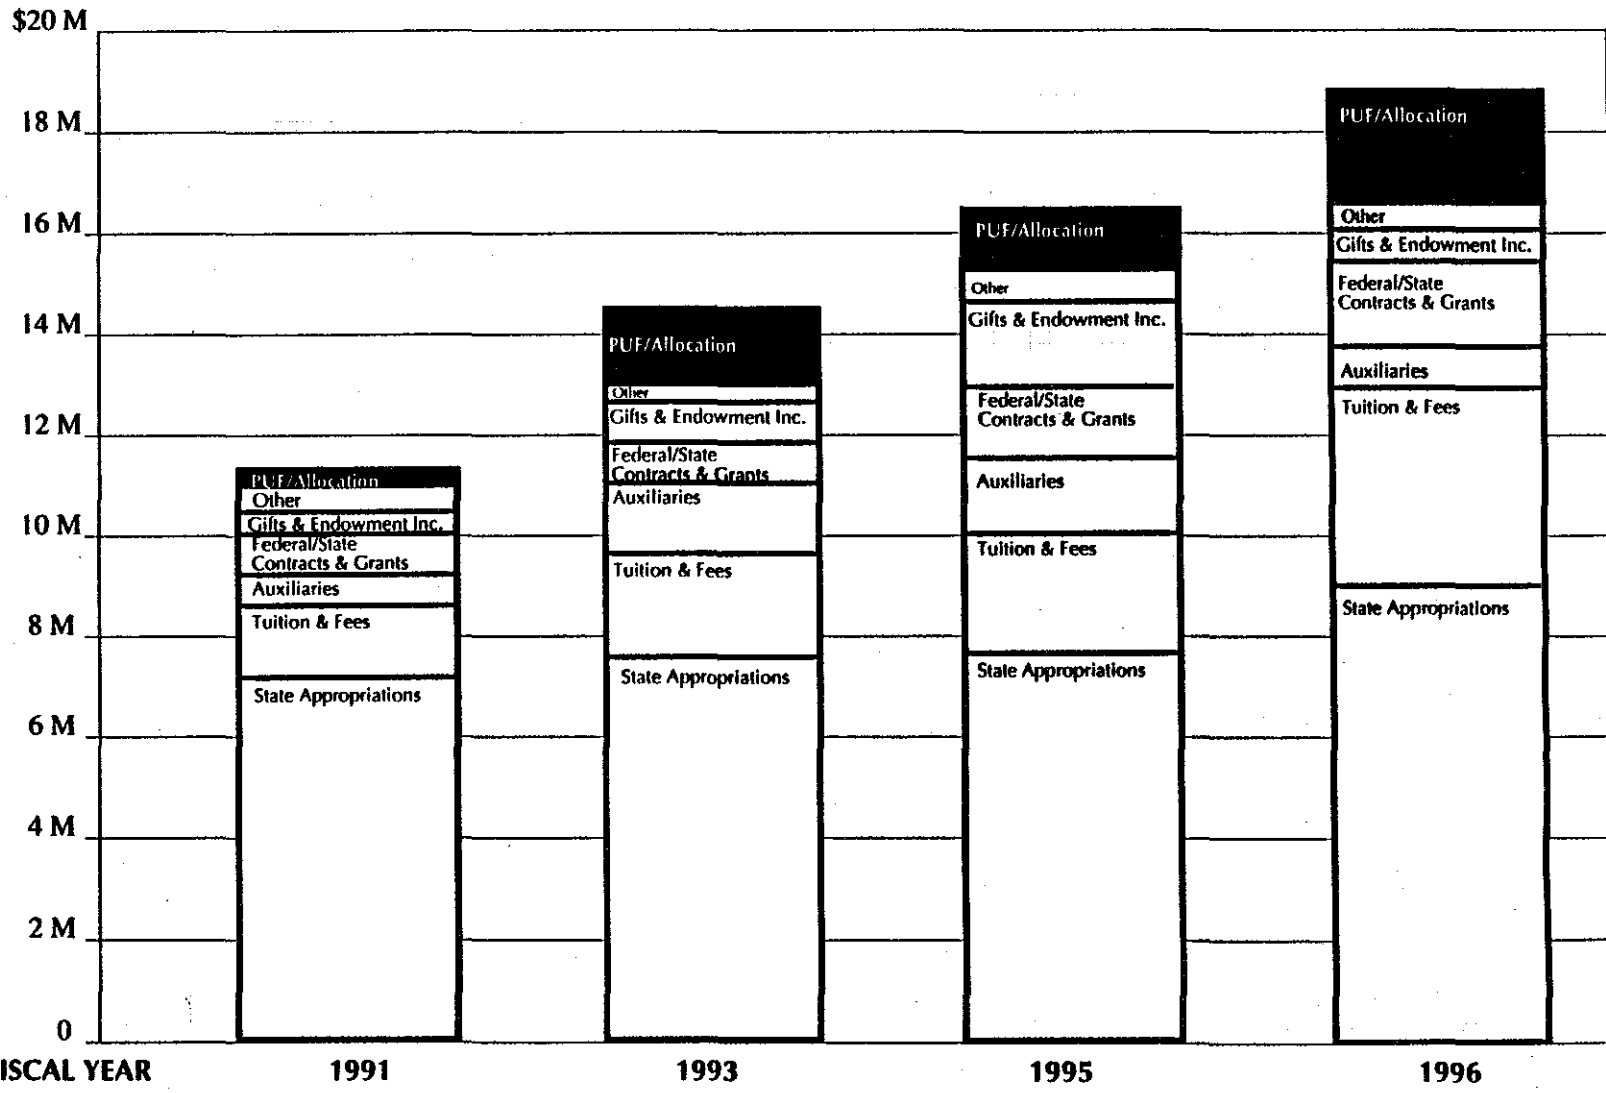 $20 M
18 M
16 M
14 M
12 M
10 M
8 M
6 M
4 M
2 M
0
PUF/Allocation
Other
Gifts & Endowment Inc.
Federal/State
Contracts & Grants
Auxiliaries
Tuition & Fees
State Appropriations
PUF/Allocation
Other
Gifts & Endowment Inc.
Federal/State
Contracts & Grants
Auxiliaries
Tuition & Fees
State Appropriations
PUF/Allocation
Other
Gifts & Endowment Inc.
Federal/State
Contracts & Grants
Auxiliaries
Tuition & Fees
State Appropriations
PUF/Allocation
Other
Gifts & Endowment Inc.
Federal/State
Contracts & Grants
Auxiliaries
Tuition & Fees
State Appropriations
ISCAL YEAR 1991 1993 1995 1996